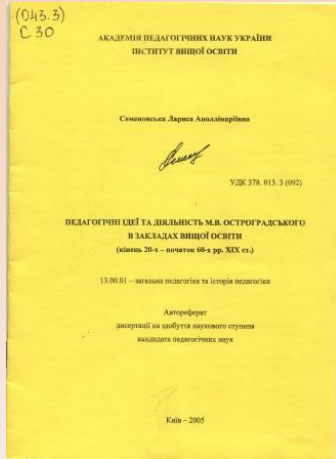 (043.3)
С 30
АКАДЕМІЯ ПЕДАГОГІЧНИХ НАУК УКРАЇНИ
ІНСТИТУТ ВИЩОЇ ОСВІТИ
Семеновська Лариса Аполлінаріївна
УДК 378. 013. 3 (092)
ПЕДАГОГІЧНІ ІДЕЇ ТА ДІЯЛЬНІСТЬ М.В. ОСТРОГРАДСЬКОГО
В ЗАКЛАДАХ ВИЩОЇ ОСВІТИ
(кінець 20-х – початок 60-х рр. ХІХ ст.)
13.00.01 – загальна педагогіка та історія педагогіки
Автореферат
дисертації на здобуття наукового ступеня
кандидата педагогічних наук
Київ – 2005